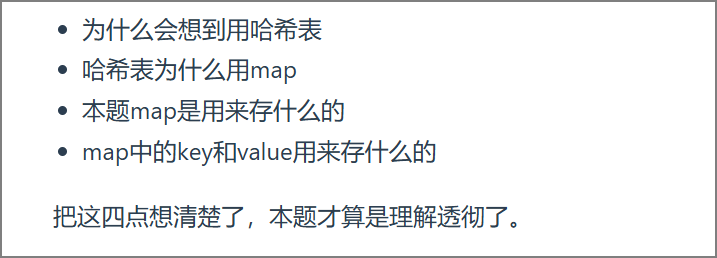 为什么会想到用哈希表
哈希表为什么用map
本题map是用来存什么的
map中的key和value用来存什么的
把这四点想清楚了，本题才算是理解透彻了。